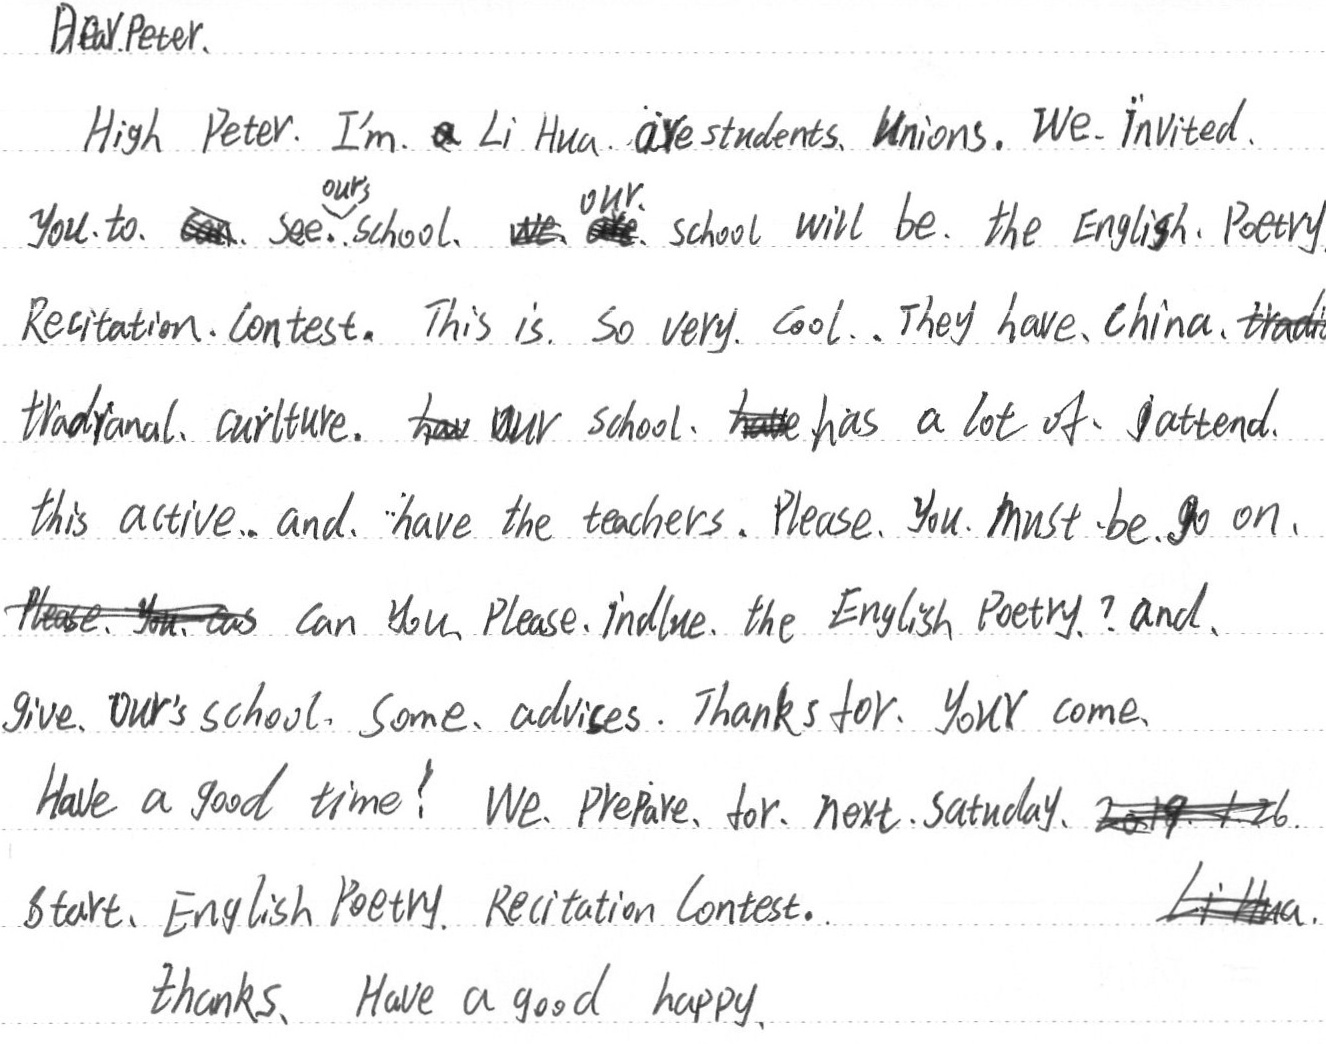 Dear Peter.
High Peter. I'm Li Hua are students. Unions. We invited.
You to. see ours school. our. school will be. the English. Poetry
Recitation. Contest. This is. So very. Cool.. They have. China.
tradianal. curlture. Our school. has a lot of. attend.
this active.. and. have the teachers. Please. You. must be. go on.
can You Please. indlue. the English Poetry.? and.
give. Our's school. Some. advices. Thanks for. Your come.
Have a good time! We. Prepare. for. next. Satuday.
Start. English Poetry. Recitation Contest.
thanks. Have a good happy.